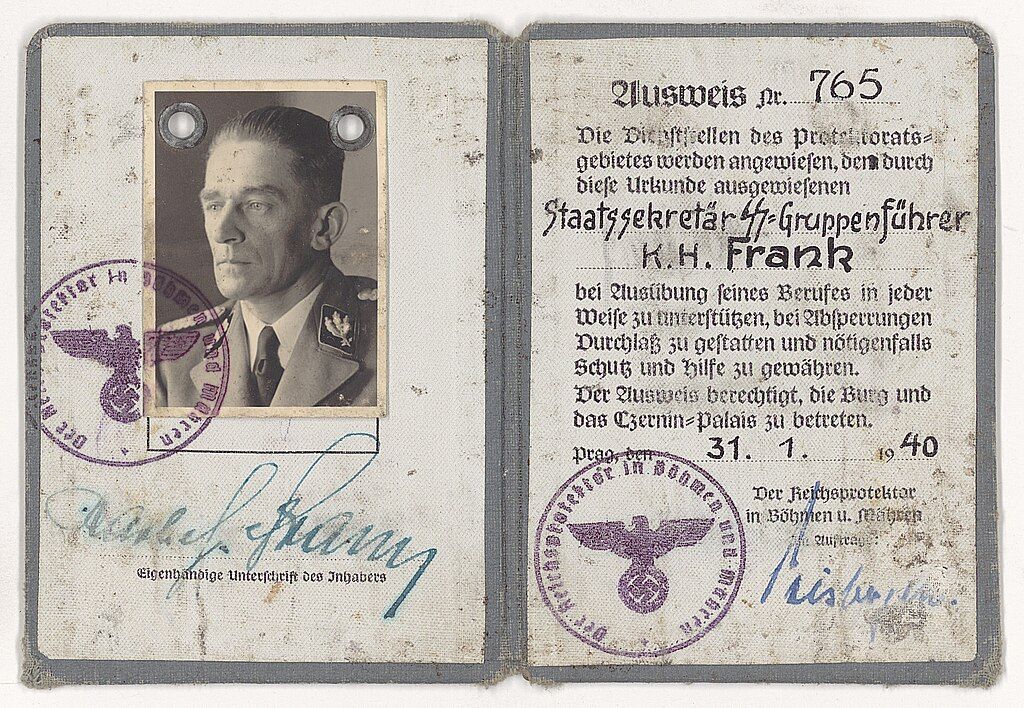 Der Reichsprotektor in Böhmen und Mähren
Karl H. Frank
Eigenhändige Unterschrift des Inhabers
Ausweis Nr. 765
Die Dienststellen des Protektorats=
gebietes werden angewiesen, den durch
diese Urkunde ausgewiesenen
Staatssekretär SS-Gruppenführer
K. H. Frank
bei Ausübung seines Berufes in jeder
Weise zu unterstützen, bei Absperrungen
Durchlaß zu gestatten und nötigenfalls
Schutz und Hilfe zu gewähren.
Der Ausweis berechtigt, die Burg und
das Czernin=Palais zu betreten.
Prag, den 31. 1. 1940
Der Reichsprotektor
in Böhmen u. Mähren
Im Auftrage:
Der Reichsprotektor in Böhmen und Mähren